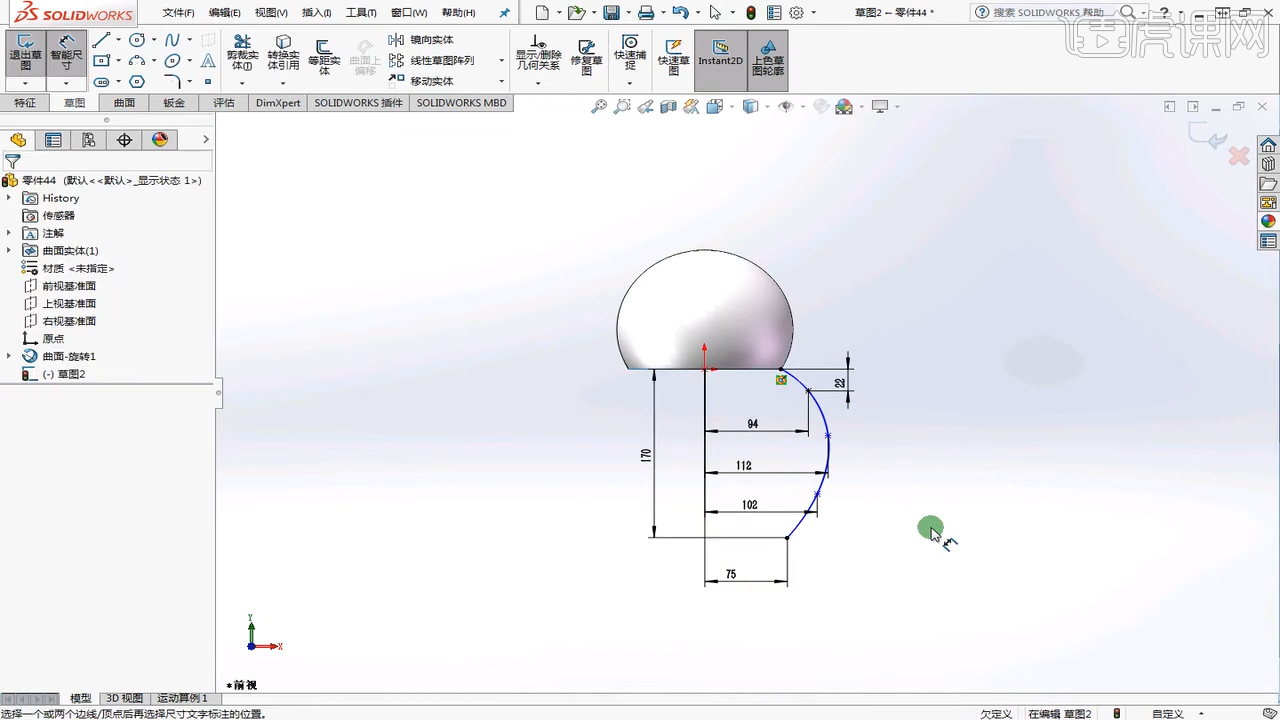 SOLIDWORKS 文件(F) 编辑(E) 视图(V) 插入(I) 工具(T) 窗口(W) 帮助(H) 草图2 ← 零件44 * 搜索 SOLIDWORKS 帮助
虎课网
退出草图 智能尺寸 剪裁实体(T) 转换实体引用 等距实体 曲面上偏移 镜向实体 线性草图阵列 移动实体 显示/删除几何关系 修复草图 快速捕捉 快速草图 Instant2D 上色草图轮廓
特征 草图 曲面 钣金 评估 DimXpert SOLIDWORKS 插件 SOLIDWORKS MBD
零件44 (默认<<默认>_显示状态 1>)
History
传感器
注解
曲面实体(1)
材质 <未指定>
前视基准面
上视基准面
右视基准面
原点
曲面-旋转1
(-) 草图2
22
94
170
112
102
75
Y
X
*前视
模型 3D 视图 运动算例 1
选择一个或两个边线/顶点后再选择尺寸文字标注的位置。 欠定义 在编辑 草图2 自定义